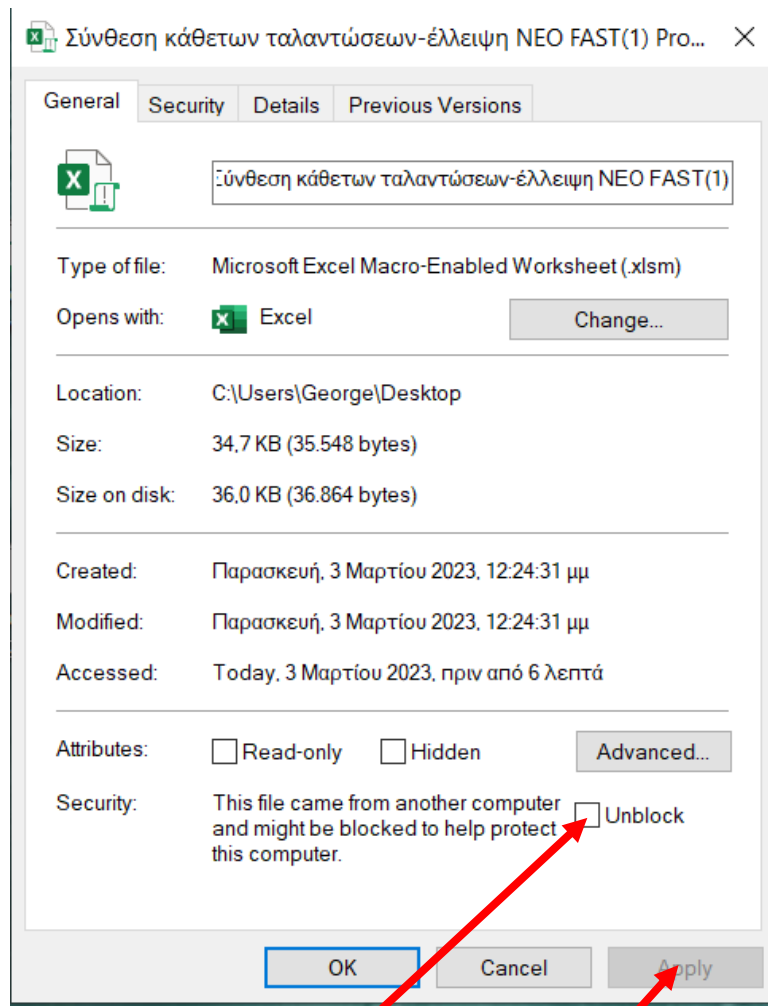 Σύνθεση κάθετων ταλαντώσεων-έλλειψη NEO FAST(1) Pro...
General Security Details Previous Versions
Σύνθεση κάθετων ταλαντώσεων-έλλειψη NEO FAST(1)
Type of file: Microsoft Excel Macro-Enabled Worksheet (.xlsm)
Opens with: Excel Change...
Location: C:\Users\George\Desktop
Size: 34,7 KB (35.548 bytes)
Size on disk: 36,0 KB (36.864 bytes)
Created: Παρασκευή, 3 Μαρτίου 2023, 12:24:31 μμ
Modified: Παρασκευή, 3 Μαρτίου 2023, 12:24:31 μμ
Accessed: Today, 3 Μαρτίου 2023, πριν από 6 λεπτά
Attributes: Read-only Hidden Advanced...
Security: This file came from another computer
and might be blocked to help protect
this computer.
Unblock
OK Cancel Apply